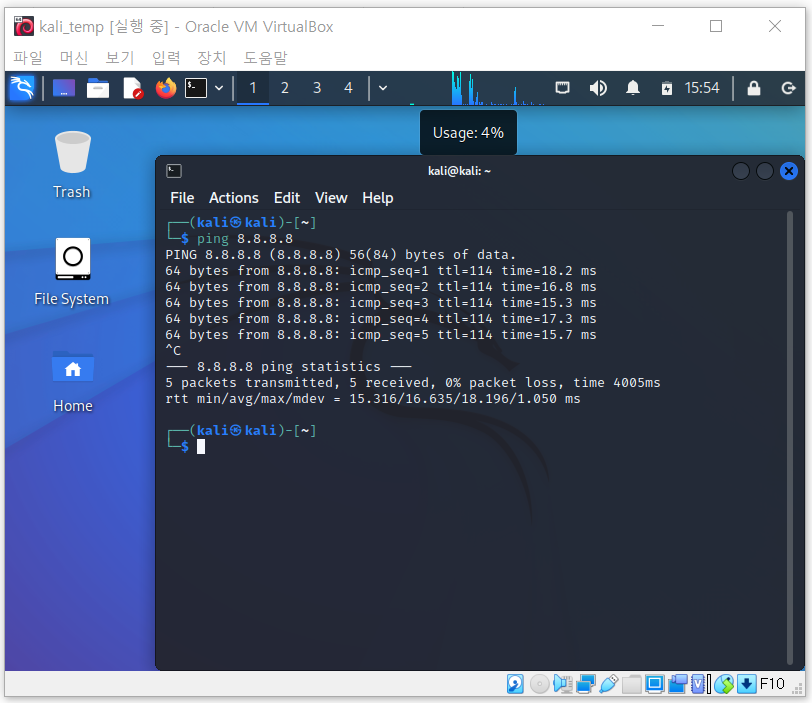 kali_temp [실행 중] - Oracle VM VirtualBox
파일 머신 보기 입력 장치 도움말
1 2 3 4 15:54
Usage: 4%
kali@kali: ~
Trash
File Actions Edit View Help
┌──(kali㉿kali)-[~]
└─$ ping 8.8.8.8
PING 8.8.8.8 (8.8.8.8) 56(84) bytes of data.
64 bytes from 8.8.8.8: icmp_seq=1 ttl=114 time=18.2 ms
64 bytes from 8.8.8.8: icmp_seq=2 ttl=114 time=16.8 ms
64 bytes from 8.8.8.8: icmp_seq=3 ttl=114 time=15.3 ms
64 bytes from 8.8.8.8: icmp_seq=4 ttl=114 time=17.3 ms
64 bytes from 8.8.8.8: icmp_seq=5 ttl=114 time=15.7 ms
^C
--- 8.8.8.8 ping statistics ---
5 packets transmitted, 5 received, 0% packet loss, time 4005ms
rtt min/avg/max/mdev = 15.316/16.635/18.196/1.050 ms
┌──(kali㉿kali)-[~]
└─$
File System
Home
F10